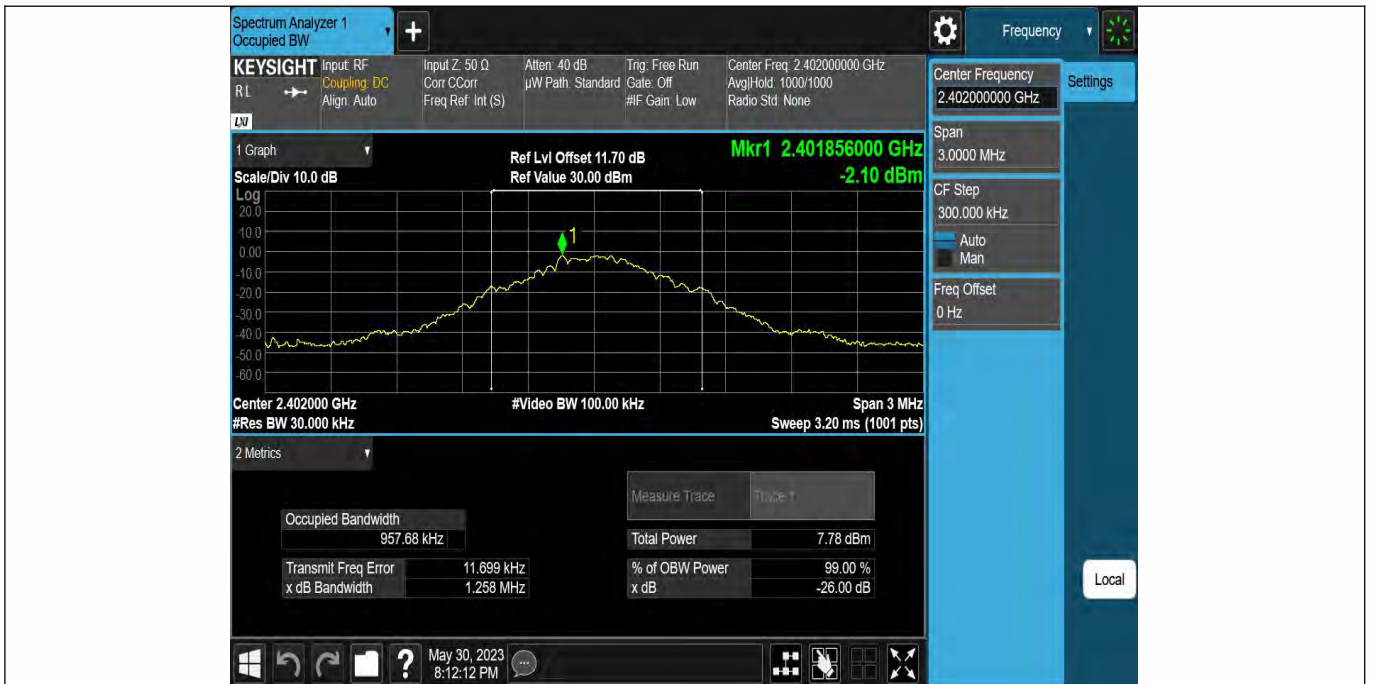 Spectrum Analyzer 1
Occupied BW
+
Frequency
KEYSIGHT
R L
LXI
Input: RF
Coupling: DC
Align: Auto
Input Z: 50 Ω
Corr CCorr
Freq Ref: Int (S)
Atten: 40 dB
µW Path: Standard
Trig: Free Run
Gate: Off
#IF Gain: Low
Center Freq: 2.402000000 GHz
Avg|Hold: 1000/1000
Radio Std: None
Center Frequency
2.402000000 GHz
Settings
Span
3.0000 MHz
CF Step
300.000 kHz
Auto
Man
Freq Offset
0 Hz
Local
1 Graph
Scale/Div 10.0 dB
Ref Lvl Offset 11.70 dB
Ref Value 30.00 dBm
Mkr1 2.401856000 GHz
-2.10 dBm
Log
20.0
10.0
0.00
-10.0
-20.0
-30.0
-40.0
-50.0
-60.0
1
Center 2.402000 GHz
#Res BW 30.000 kHz
#Video BW 100.00 kHz
Span 3 MHz
Sweep 3.20 ms (1001 pts)
2 Metrics
Measure Trace
Trace 1
Occupied Bandwidth
957.68 kHz
Total Power
7.78 dBm
Transmit Freq Error
11.699 kHz
% of OBW Power
99.00 %
x dB Bandwidth
1.258 MHz
x dB
-26.00 dB
?
May 30, 2023
8:12:12 PM